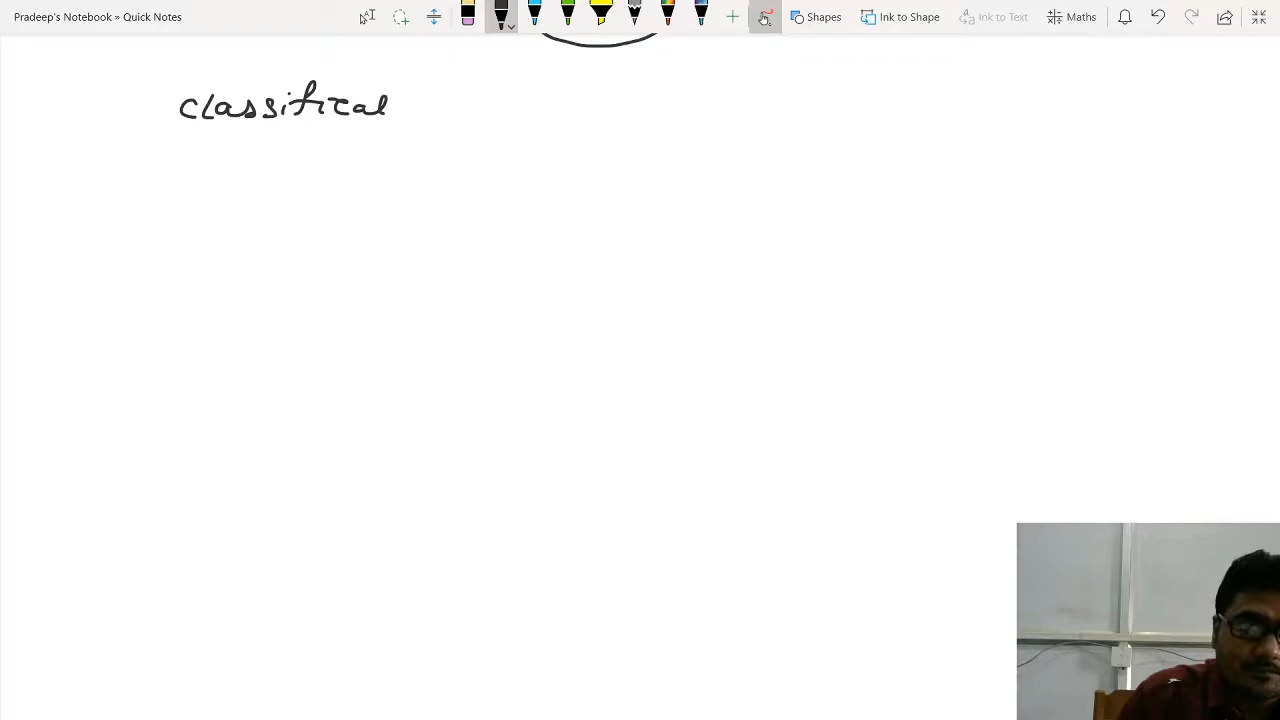 Pradeep's Notebook » Quick Notes
Shapes
Ink to Shape
Ink to Text
Maths
classifical